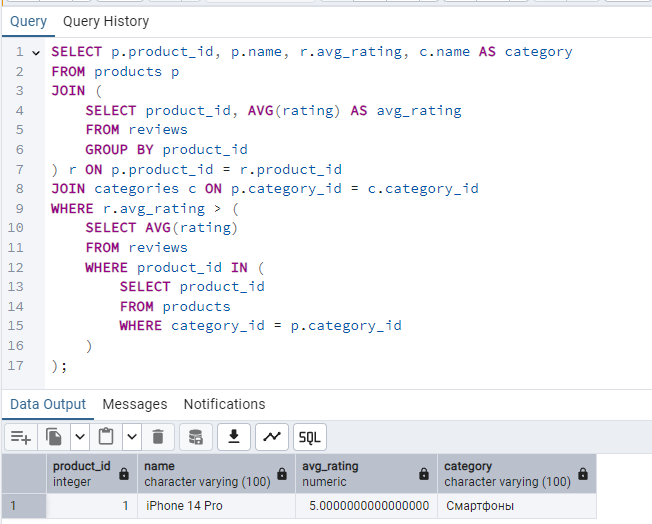 Query Query History
1 SELECT p.product_id, p.name, r.avg_rating, c.name AS category
2 FROM products p
3 JOIN (
4 SELECT product_id, AVG(rating) AS avg_rating
5 FROM reviews
6 GROUP BY product_id
7 ) r ON p.product_id = r.product_id
8 JOIN categories c ON p.category_id = c.category_id
9 WHERE r.avg_rating > (
10 SELECT AVG(rating)
11 FROM reviews
12 WHERE product_id IN (
13 SELECT product_id
14 FROM products
15 WHERE category_id = p.category_id
16 )
17 );
Data Output Messages Notifications
SQL
product_id name avg_rating category
integer character varying (100) numeric character varying (100)
1 1 iPhone 14 Pro 5.0000000000000000 Смартфоны